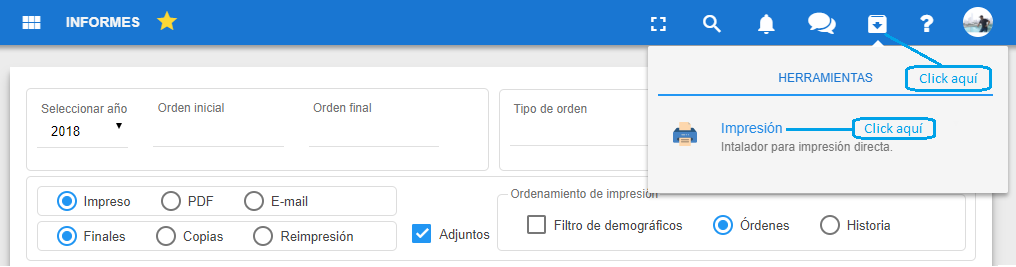 INFORMES
?
HERRAMIENTAS
Click aquí
Seleccionar año
Orden inicial
Orden final
Tipo de orden
2018
Impresión
Click aquí
Intalador para impresión directa.
Impreso
PDF
E-mail
Ordenamiento de impresión
Finales
Copias
Reimpresión
Adjuntos
Filtro de demográficos
Órdenes
Historia